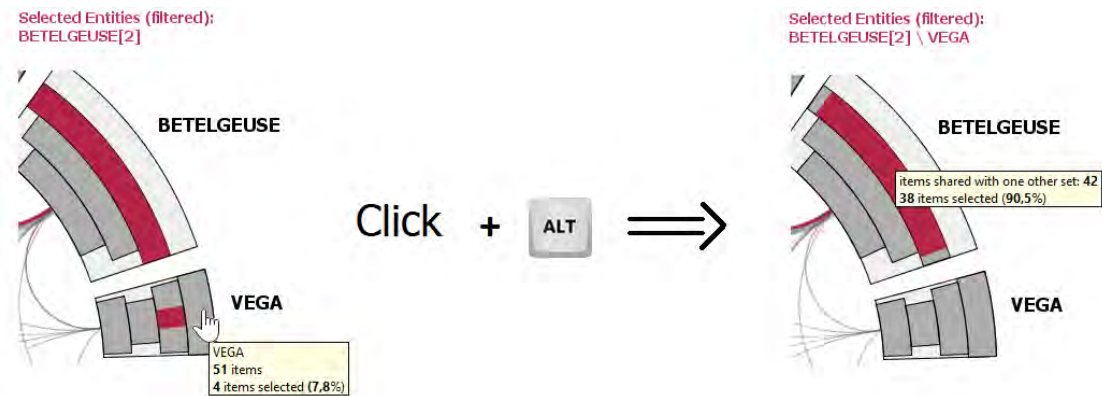 Selected Entities (filtered):
BETELGEUSE[2]
BETELGEUSE
VEGA
VEGA
51 items
4 items selected (7,8%)
Click + ALT
Selected Entities (filtered):
BETELGEUSE[2] \ VEGA
BETELGEUSE
items shared with one other set: 42
38 items selected (90,5%)
VEGA